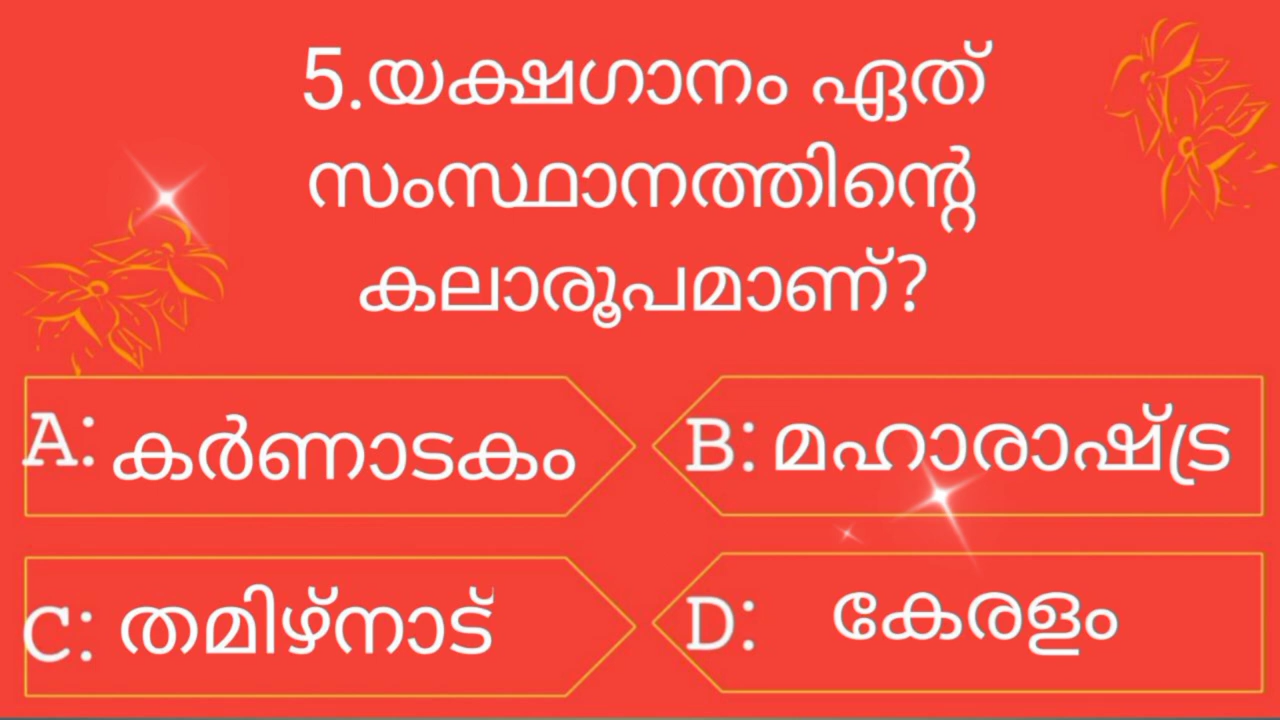 5.യക്ഷഗാനം ഏത്
സംസ്ഥാനത്തിന്റെ
കലാരൂപമാണ്?
A: കർണാടകം
B: മഹാരാഷ്ട്ര
C: തമിഴ്നാട്
D: കേരളം